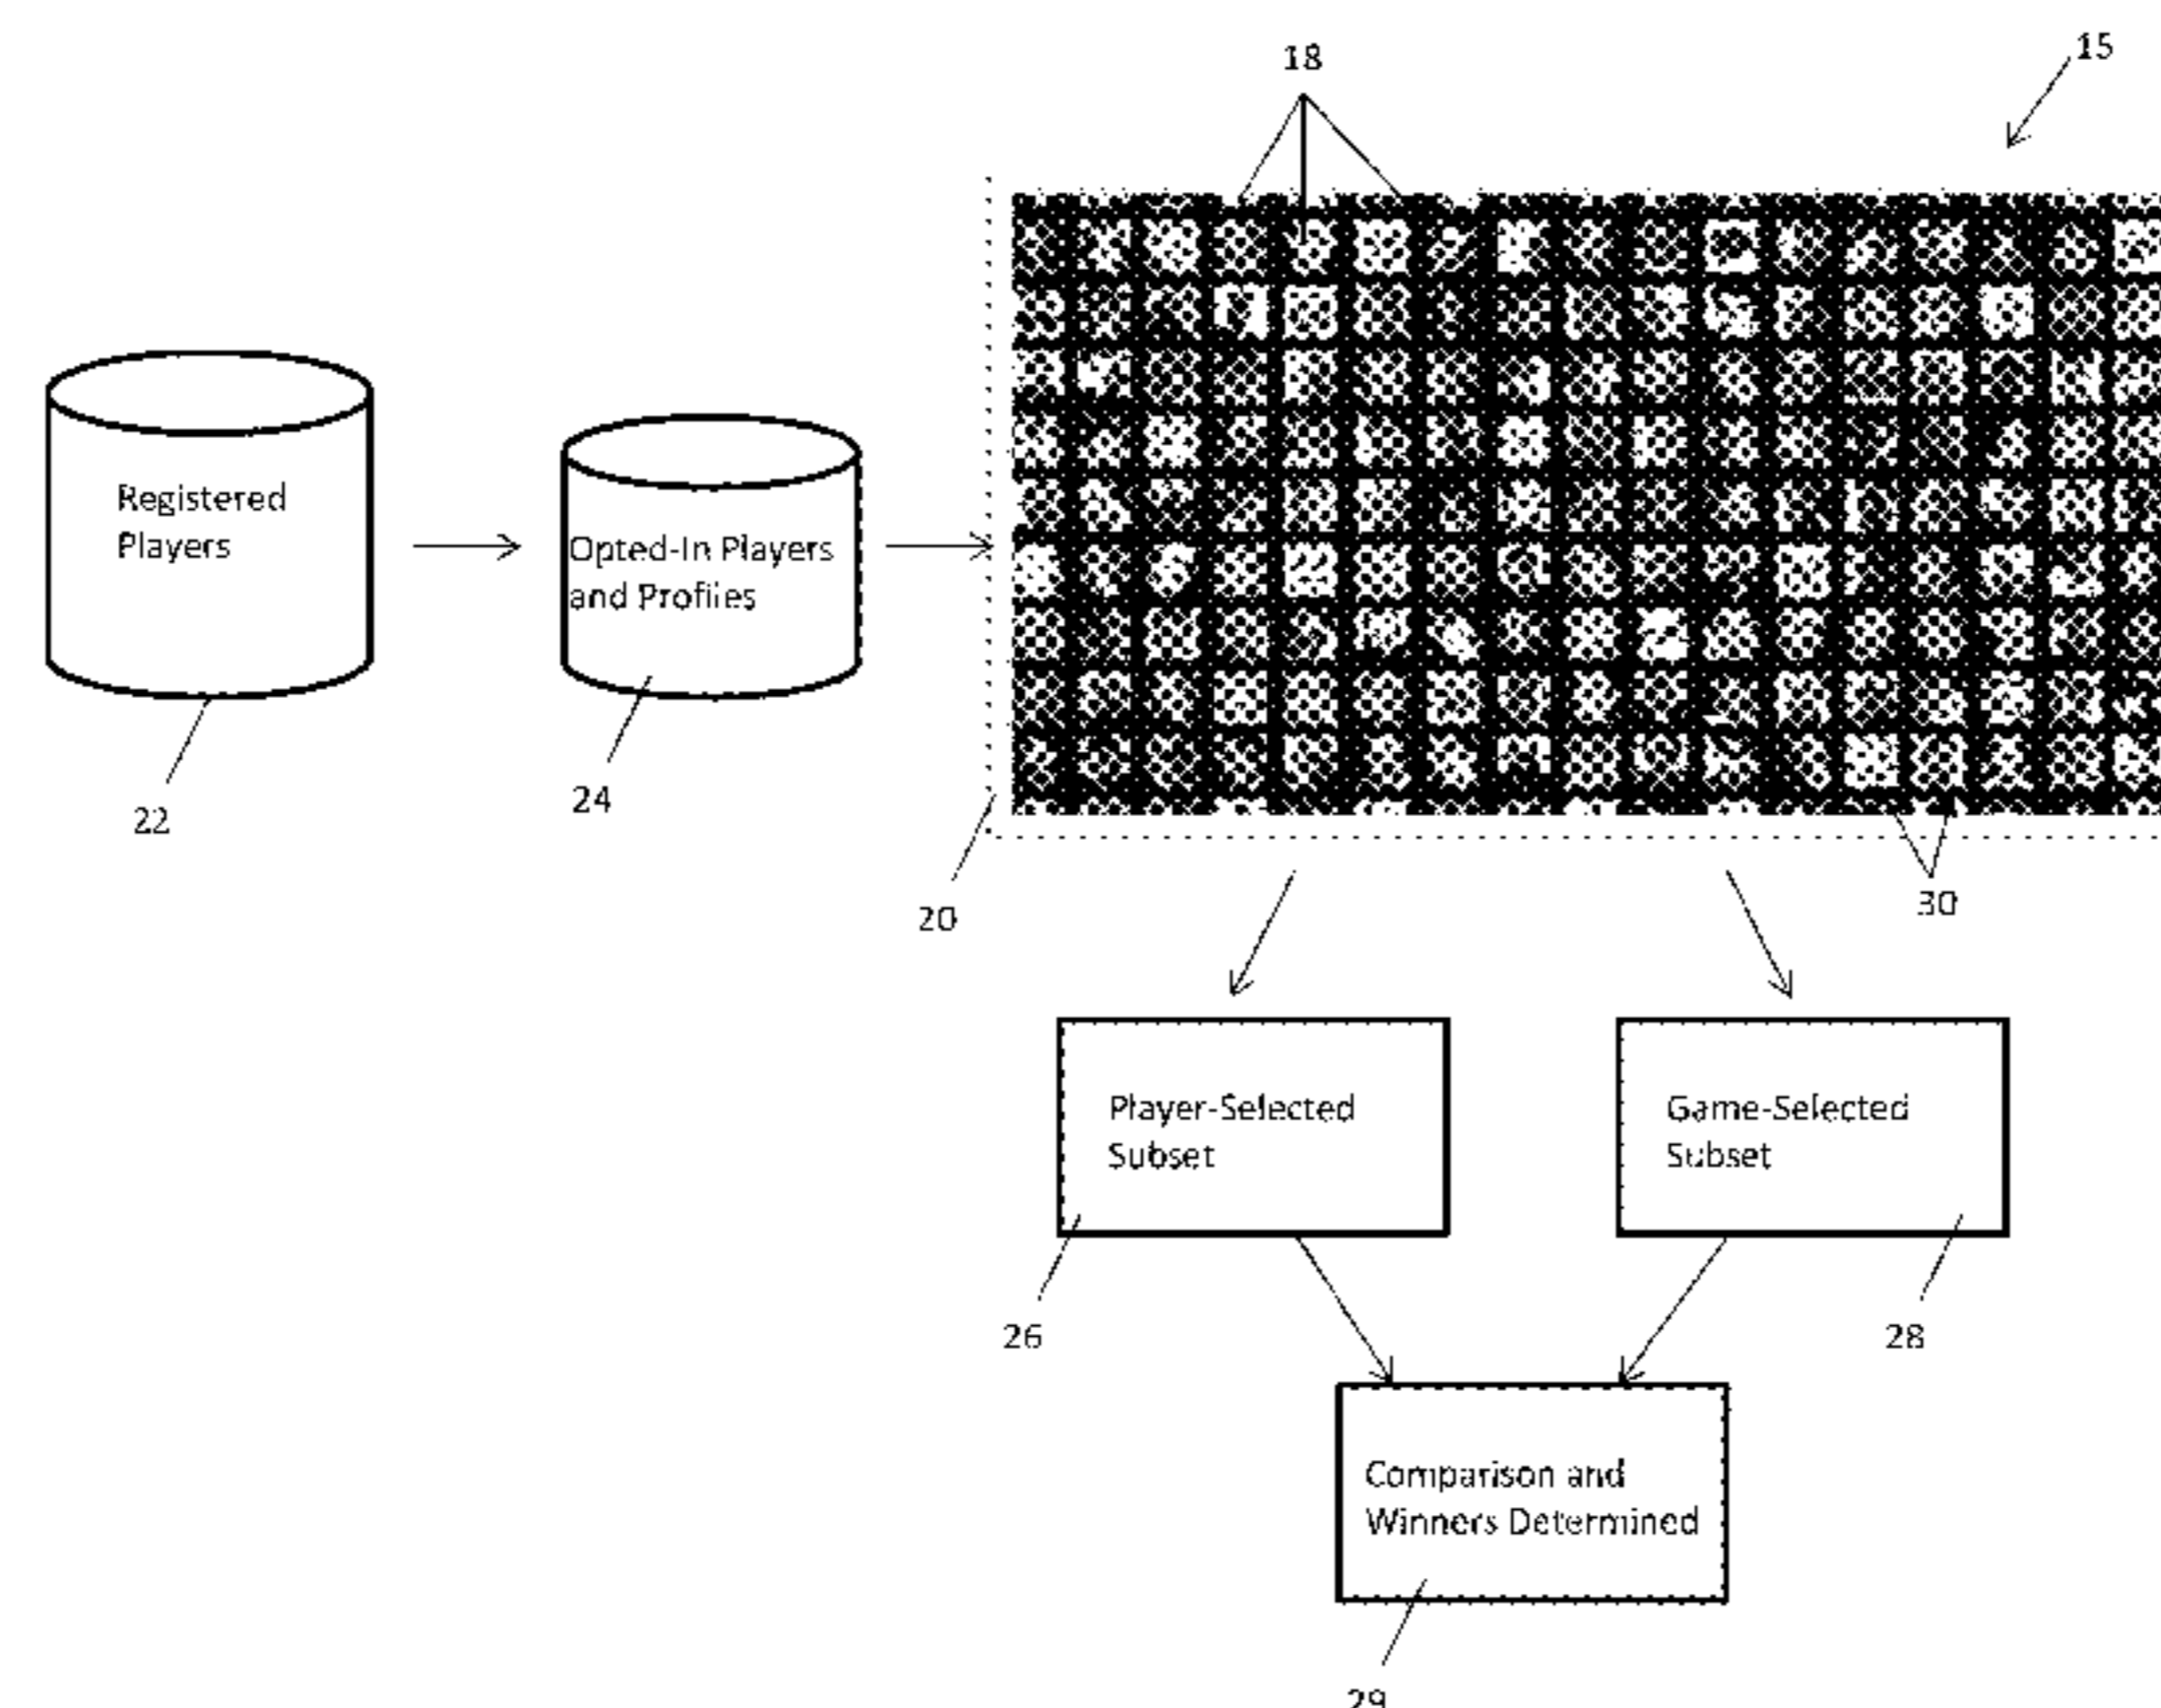 18
15
Registered
Players
Opted-In Players
and Profiles
22
24
20
30
Player-Selected
Subset
Game-Selected
Subset
26
28
Comparison and
Winners Determined
29